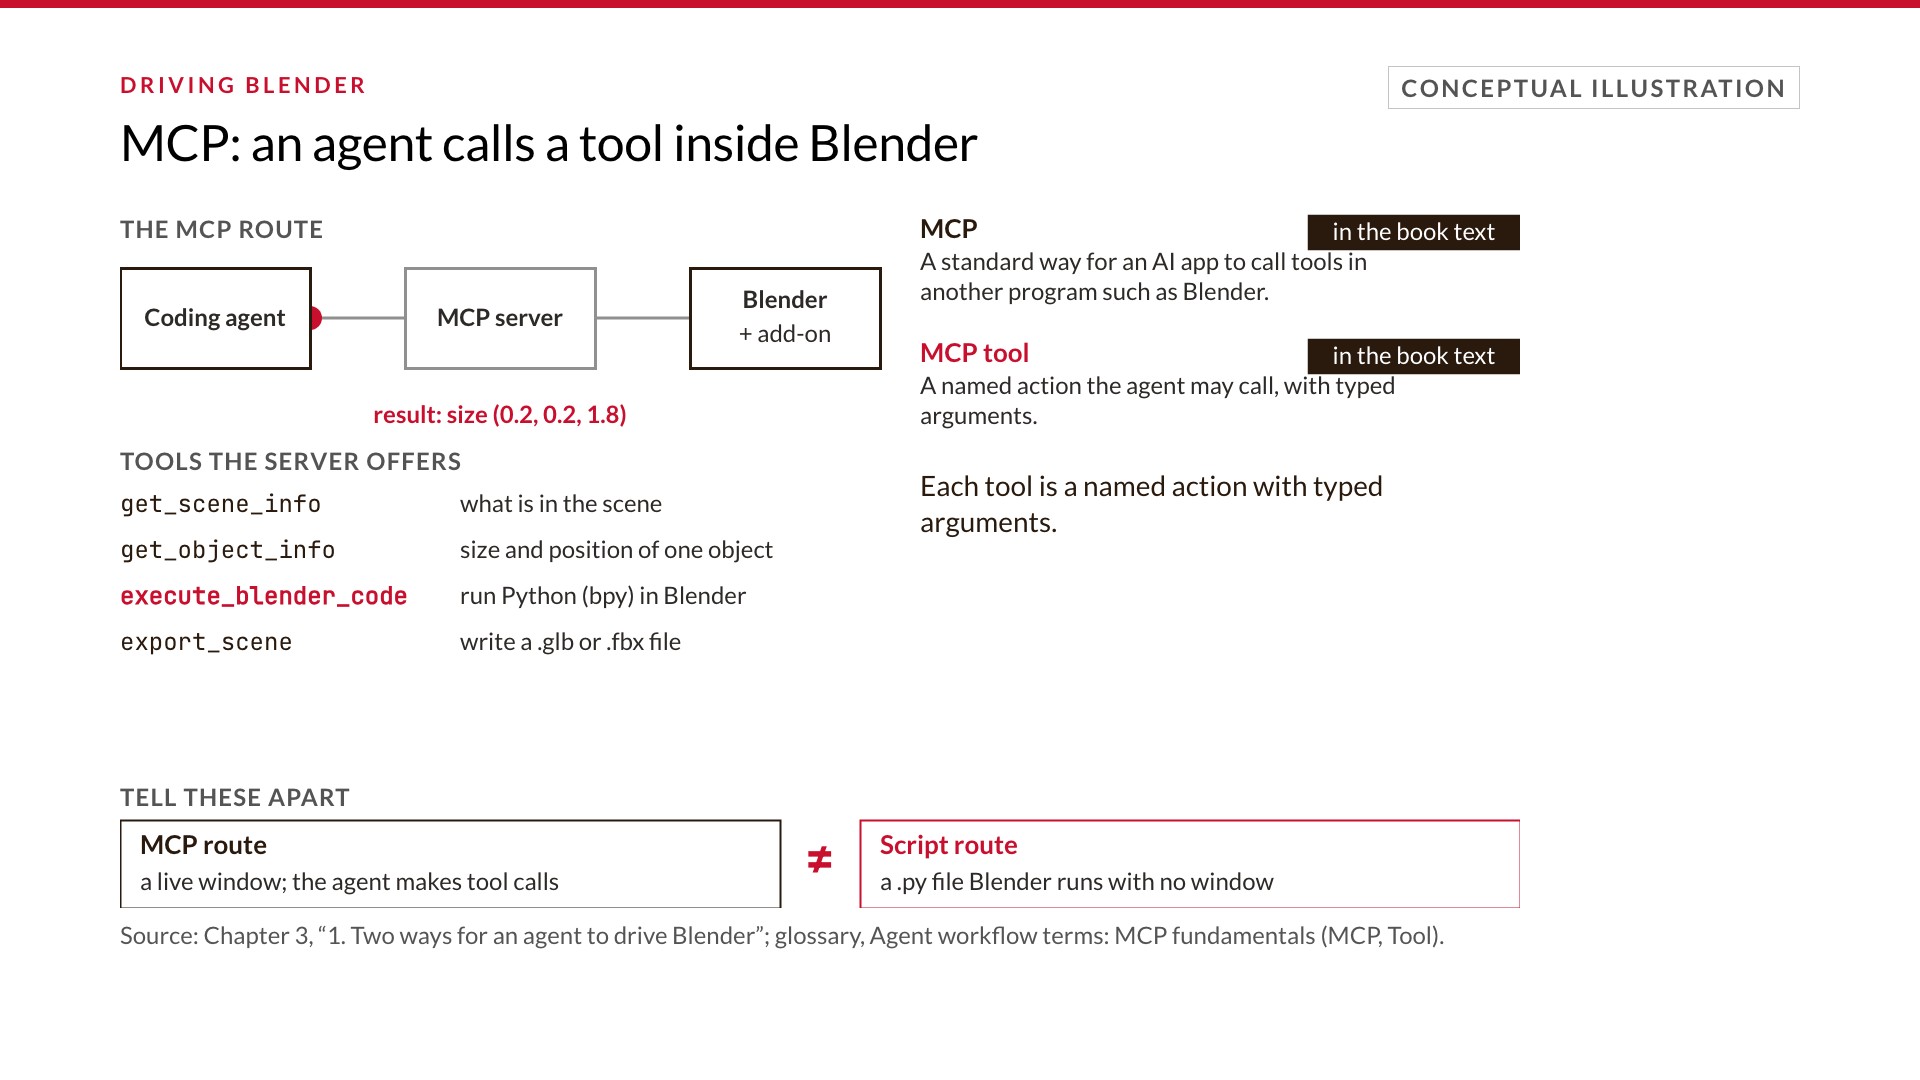 DRIVING BLENDER
CONCEPTUAL ILLUSTRATION
MCP: an agent calls a tool inside Blender
THE MCP ROUTE
Coding agent
MCP server
Blender
+ add-on
result: size (0.2, 0.2, 1.8)
TOOLS THE SERVER OFFERS
get_scene_info what is in the scene
get_object_info size and position of one object
execute_blender_code run Python (bpy) in Blender
export_scene write a .glb or .fbx file
MCP
in the book text
A standard way for an AI app to call tools in
another program such as Blender.
MCP tool
in the book text
A named action the agent may call, with typed
arguments.
Each tool is a named action with typed
arguments.
TELL THESE APART
MCP route
a live window; the agent makes tool calls
≠
Script route
a .py file Blender runs with no window
Source: Chapter 3, “1. Two ways for an agent to drive Blender”; glossary, Agent workflow terms: MCP fundamentals (MCP, Tool).